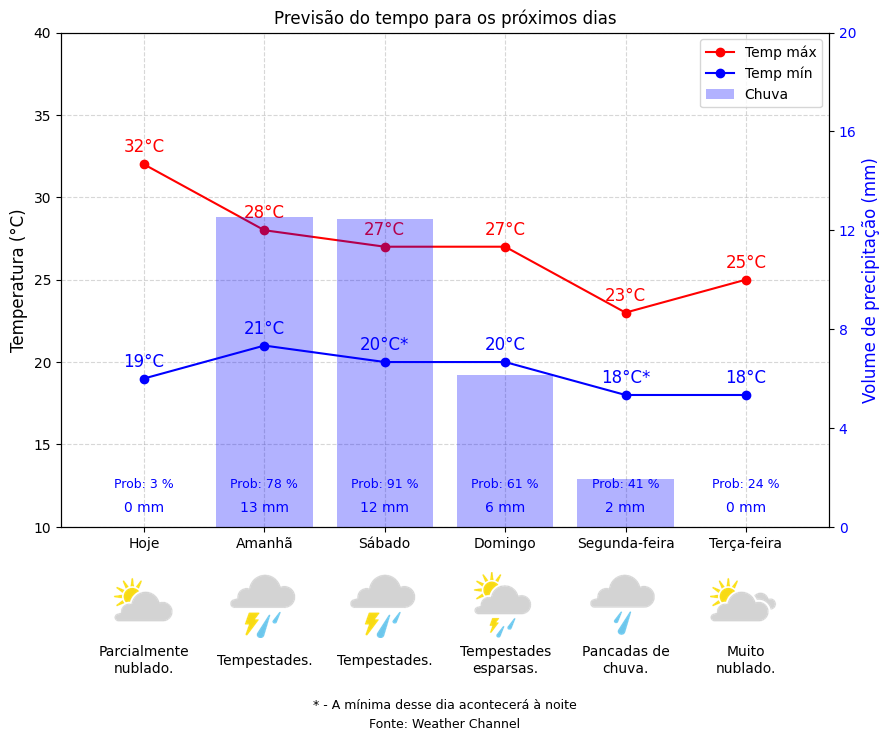 Previsão do tempo para os próximos dias
40
35
30
25
20
15
10
Temperatura (°C)
20
16
12
8
4
0
Volume de precipitação (mm)
Temp máx
Temp mín
Chuva
32°C
28°C
27°C
27°C
23°C
25°C
19°C
21°C
20°C*
20°C
18°C*
18°C
Prob: 3 %
Prob: 78 %
Prob: 91 %
Prob: 61 %
Prob: 41 %
Prob: 24 %
0 mm
13 mm
12 mm
6 mm
2 mm
0 mm
Hoje
Amanhã
Sábado
Domingo
Segunda-feira
Terça-feira
Parcialmente
nublado.
Tempestades.
Tempestades.
Tempestades
esparsas.
Pancadas de
chuva.
Muito
nublado.
* - A mínima desse dia acontecerá à noite
Fonte: Weather Channel